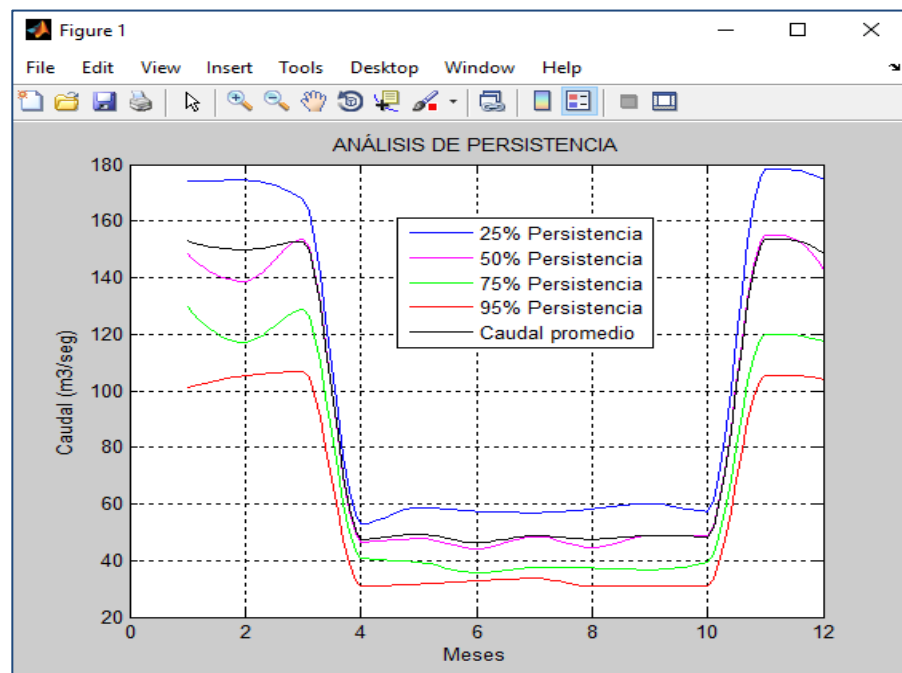 Figure 1
File Edit View Insert Tools Desktop Window Help
ANÁLISIS DE PERSISTENCIA
180
160
140
120
100
80
60
40
20
Caudal (m3/seg)
25% Persistencia
50% Persistencia
75% Persistencia
95% Persistencia
Caudal promedio
0 2 4 6 8 10 12
Meses